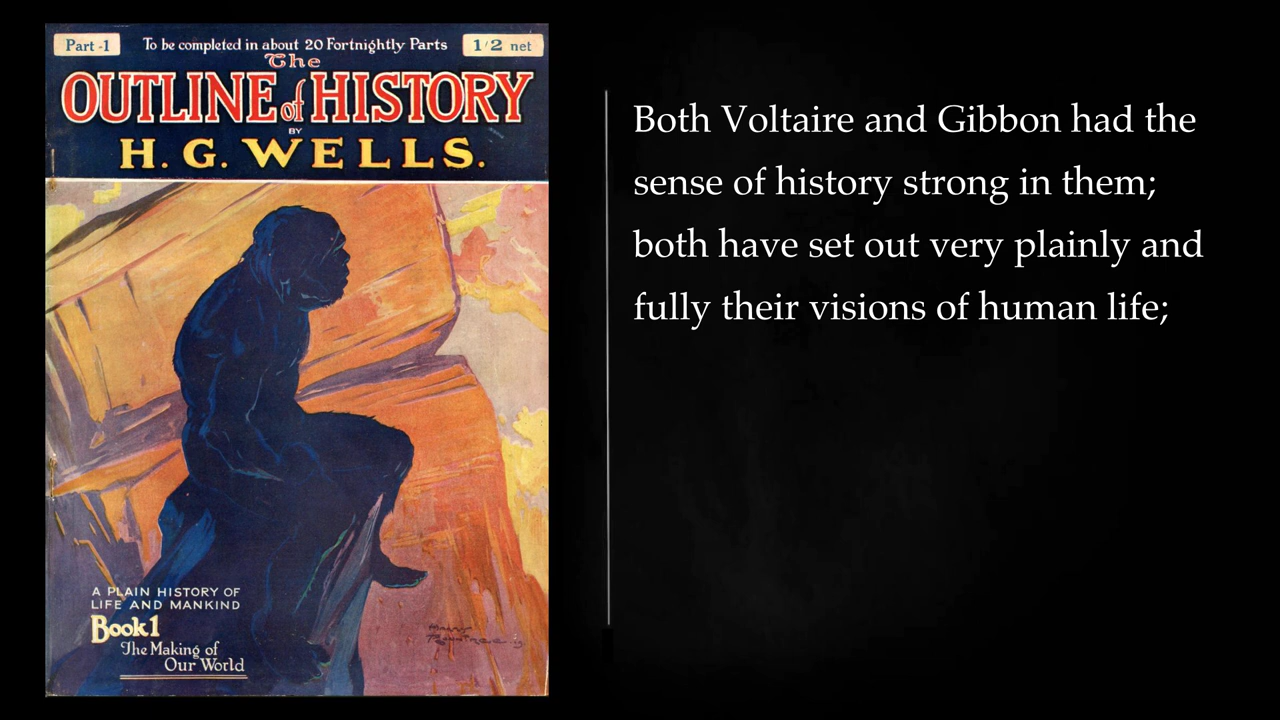 Part -1
To be completed in about 20 Fortnightly Parts
1/2 net
The
OUTLINE of HISTORY
BY
H. G. WELLS.
A PLAIN HISTORY OF
LIFE AND MANKIND
Book 1
The Making of
Our World
Both Voltaire and Gibbon had the
sense of history strong in them;
both have set out very plainly and
fully their visions of human life;